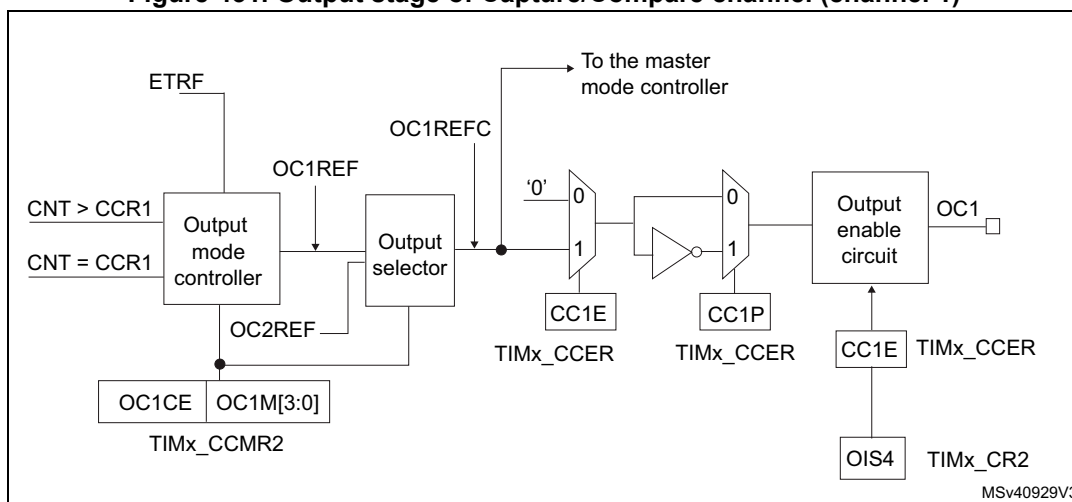 To the master
mode controller
ETRF
OC1REFC
OC1REF
'0'
0
0
CNT > CCR1
Output
mode
controller
Output
selector
Output
enable
circuit
OC1
CNT = CCR1
1
1
OC2REF
CC1E
CC1P
TIMx_CCER
TIMx_CCER
CC1E
TIMx_CCER
OC1CE
OC1M[3:0]
TIMx_CCMR2
OIS4
TIMx_CR2
MSv40929V3